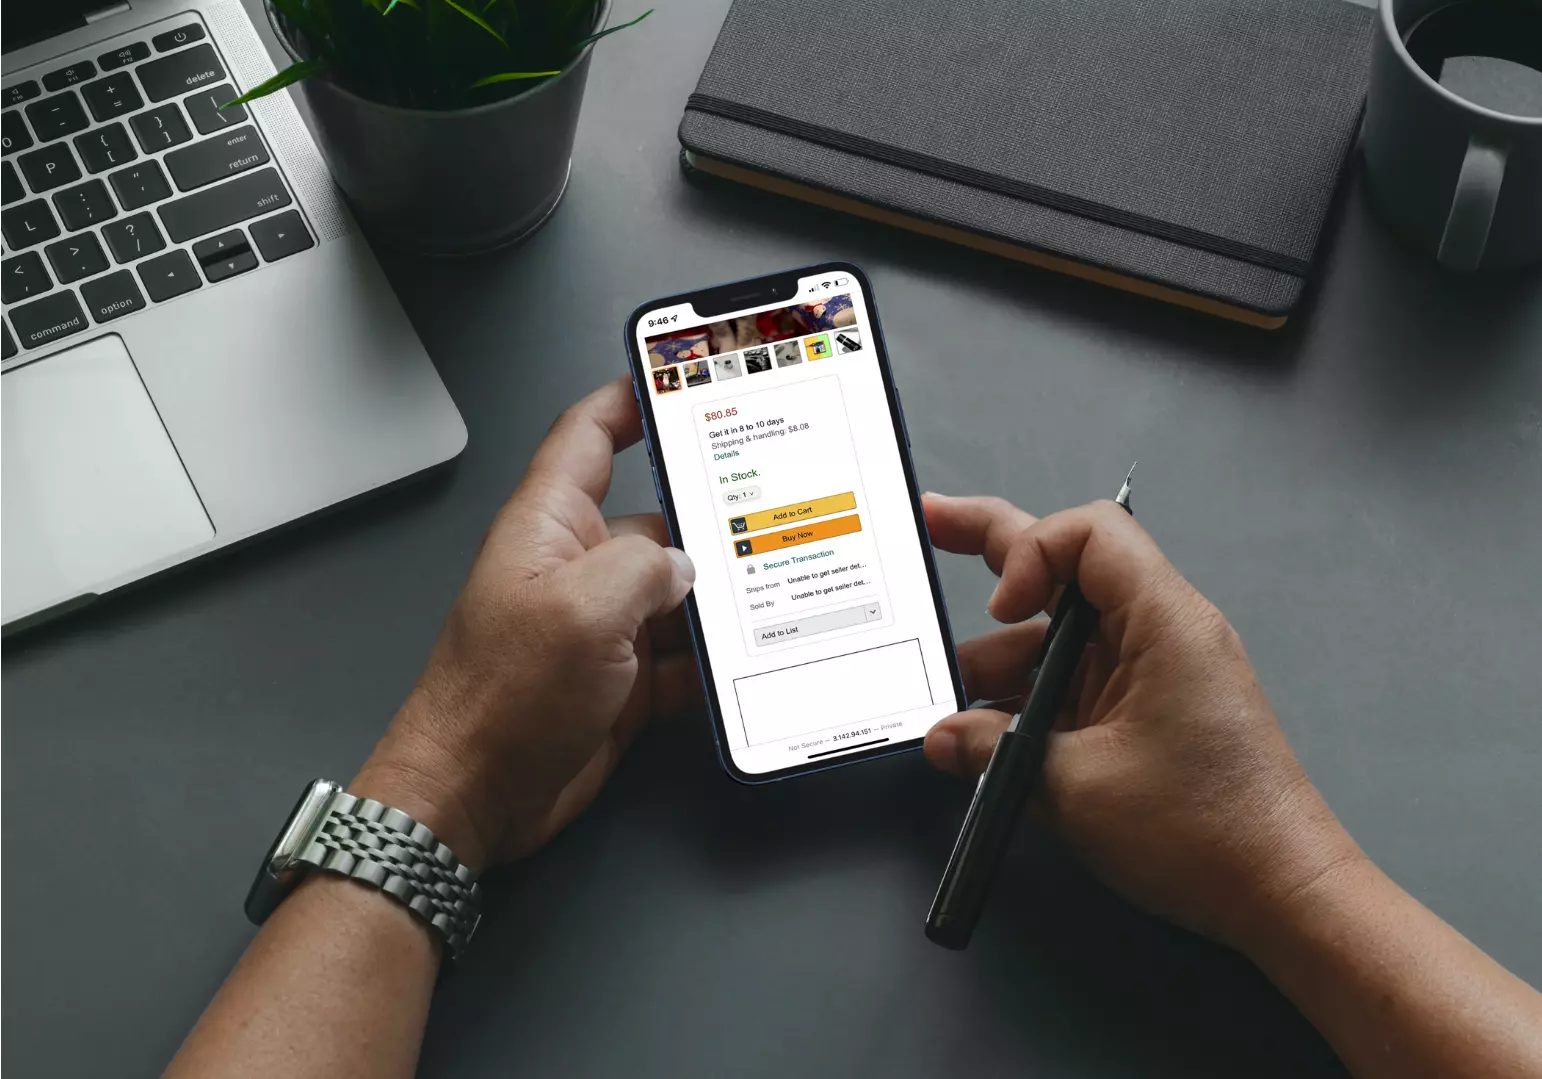 delete
0
-
+
=
{
[
}
]
|
\
enter
return
P
:
;
"
'
shift
L
<
,
>
.
?
/
command
option
9:46
$80.85
Get it in 8 to 10 days
Shipping & handling: $8.08
Details
In Stock.
Qty: 1
Add to Cart
Buy Now
Secure Transaction
Ships from Unable to get seller det...
Sold By Unable to get seller det...
Add to List
Not Secure — 3.142.94.151 — Private